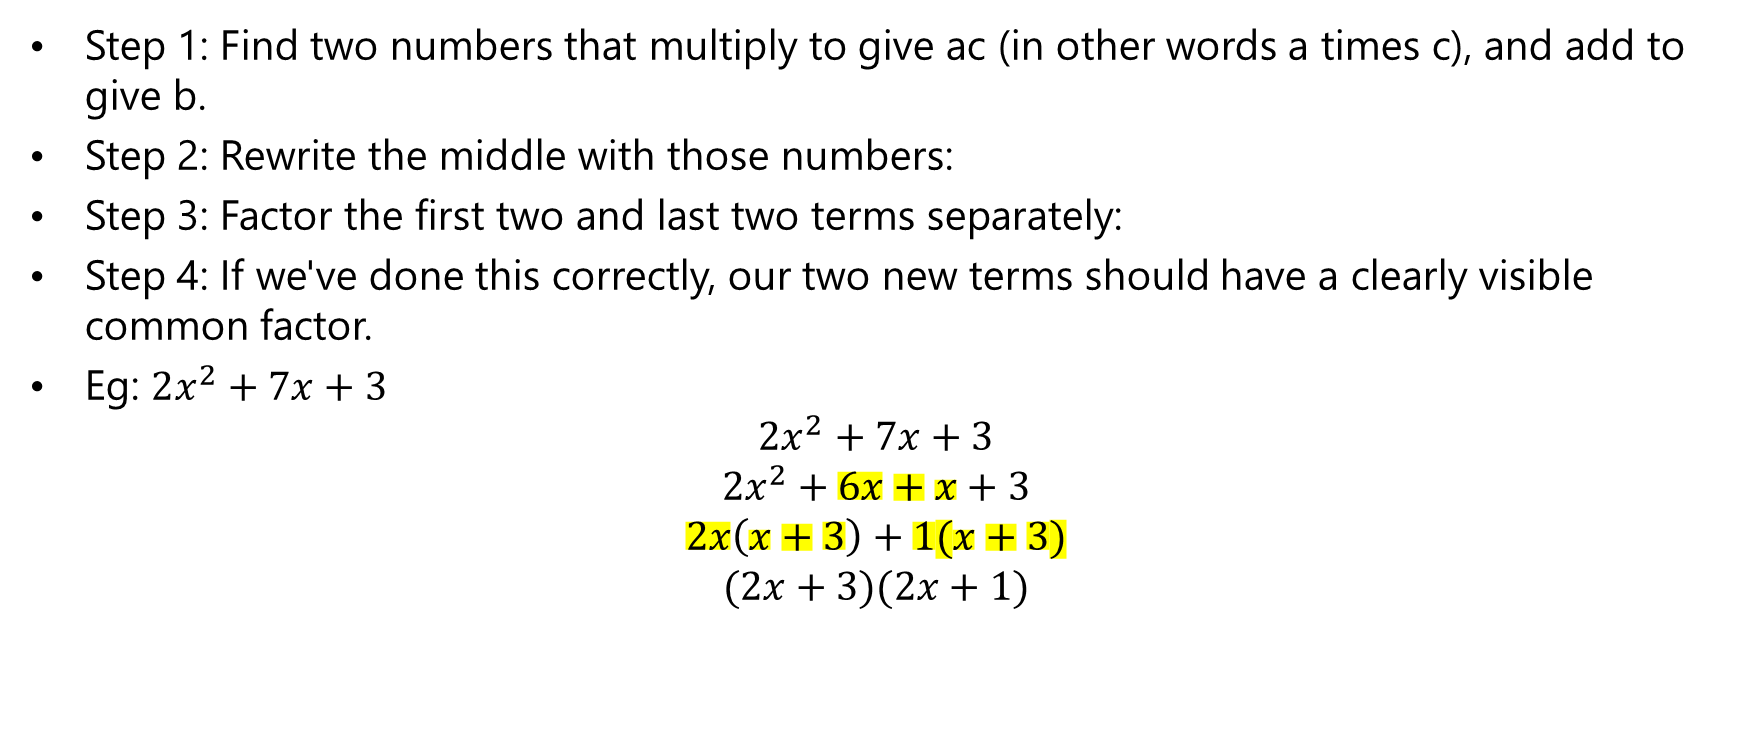 • Step 1: Find two numbers that multiply to give ac (in other words a times c), and add to
give b.
• Step 2: Rewrite the middle with those numbers:
• Step 3: Factor the first two and last two terms separately:
• Step 4: If we've done this correctly, our two new terms should have a clearly visible
common factor.
• Eg: 2𝑥² + 7𝑥 + 3
2𝑥² + 7𝑥 + 3
2𝑥² + 6𝑥 + 𝑥 + 3
2𝑥(𝑥 + 3) + 1(𝑥 + 3)
(2𝑥 + 3)(2𝑥 + 1)